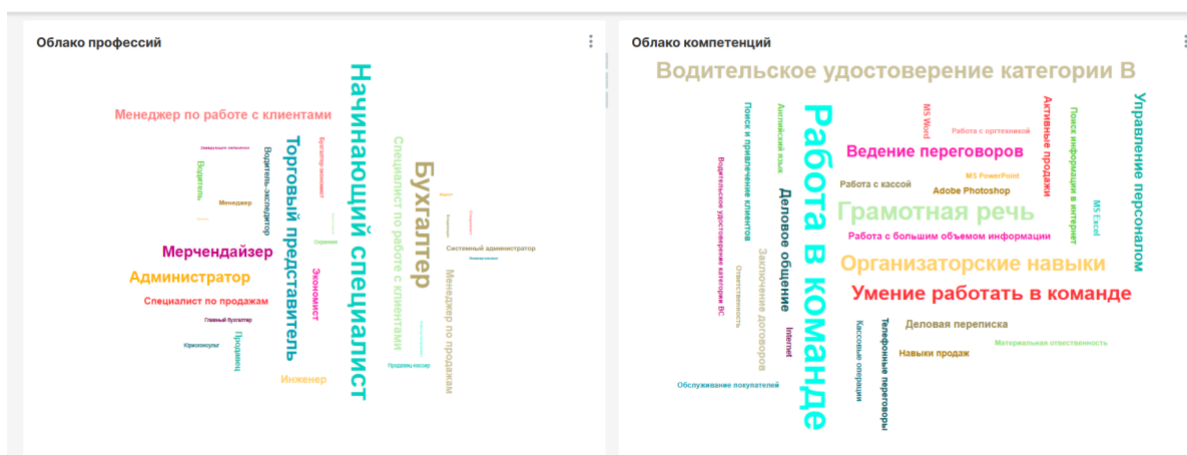 Облако профессий
Менеджер по работе с клиентами
Начинающий специалист
Торговый представитель
Бухгалтер-экономист
Водитель-экспедитор
Водитель
Менеджер
Мерчендайзер
Администратор
Специалист по продажам
Главный бухгалтер
Юрисконсульт
Продавец
Экономист
Инженер
Специалист по работе с клиентами
Бухгалтер
Системный администратор
Менеджер по продажам
Продавец-кассир
Облако компетенций
Водительское удостоверение категории B
Поиск и привлечение клиентов
Английский язык
Водительское удостоверение категории BC
Деловое общение
Заключение договоров
Ответственность
Internet
Обслуживание покупателей
Работа в команде
MS Word
Работа с оргтехникой
Активные продажи
Поиск информации в интернет
Управление персоналом
Ведение переговоров
MS PowerPoint
Работа с кассой
Adobe Photoshop
MS Excel
Грамотная речь
Работа с большим объемом информации
Организаторские навыки
Умение работать в команде
Кассовые операции
Телефонные переговоры
Деловая переписка
Навыки продаж
Материальная ответственность